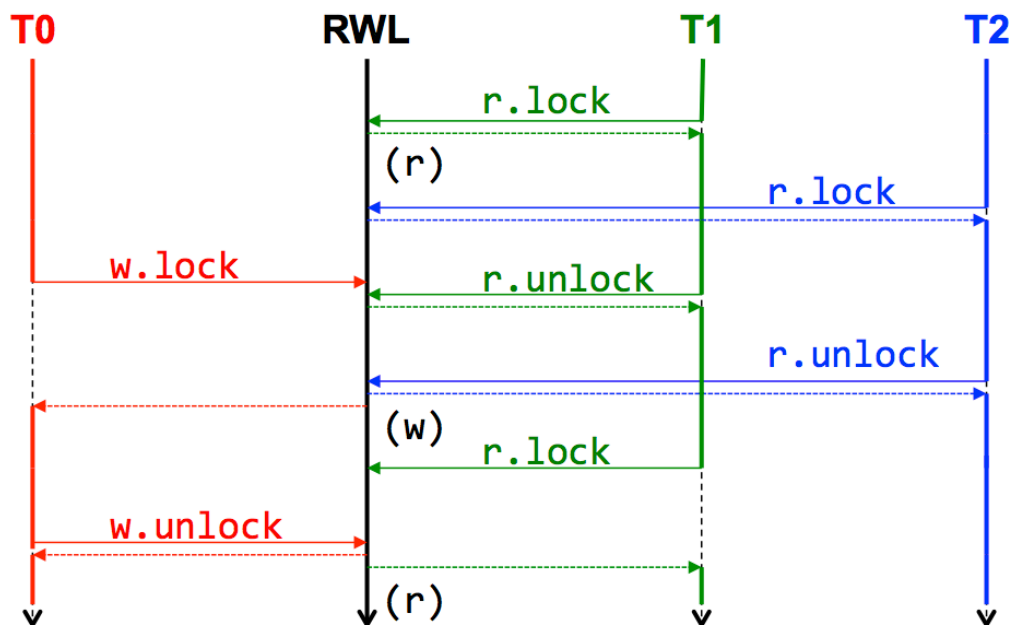 T0 RWL T1 T2
r.lock
(r)
r.lock
w.lock r.unlock
r.unlock
(w)
r.lock
w.unlock
(r)